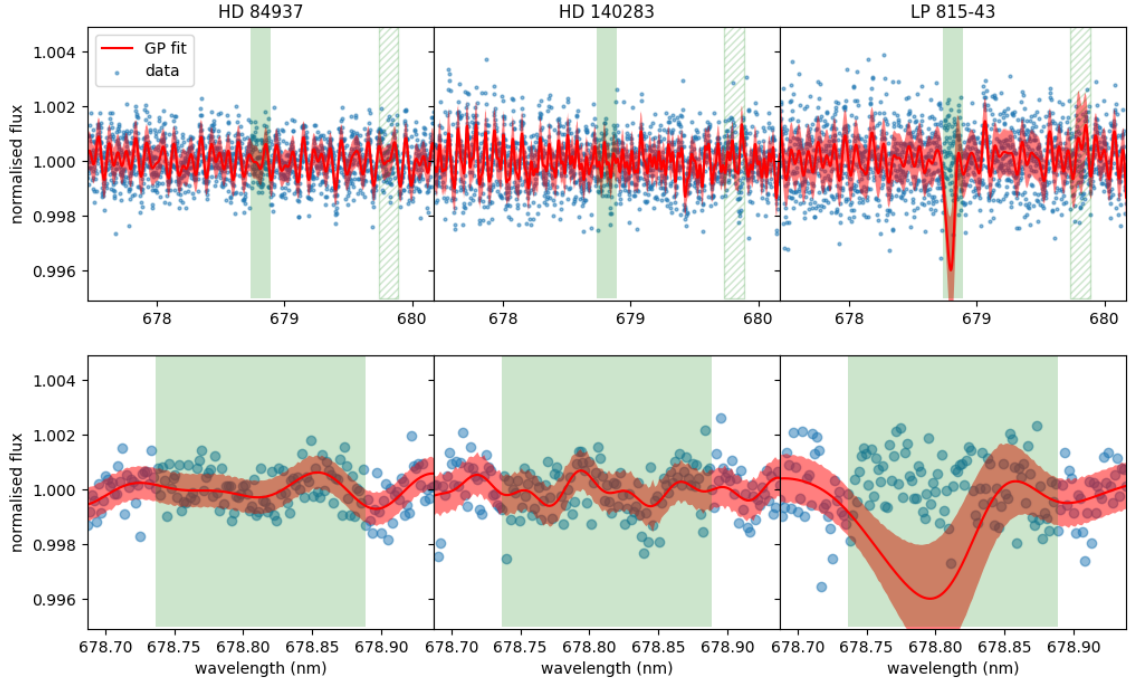 HD 84937 HD 140283 LP 815-43
1.004
1.002
1.000
0.998
0.996
normalised flux
GP fit
data
678 679 680 678 679 680 678 679 680
1.004
1.002
1.000
0.998
0.996
normalised flux
678.70 678.75 678.80 678.85 678.90 678.70 678.75 678.80 678.85 678.90 678.70 678.75 678.80 678.85 678.90
wavelength (nm) wavelength (nm) wavelength (nm)